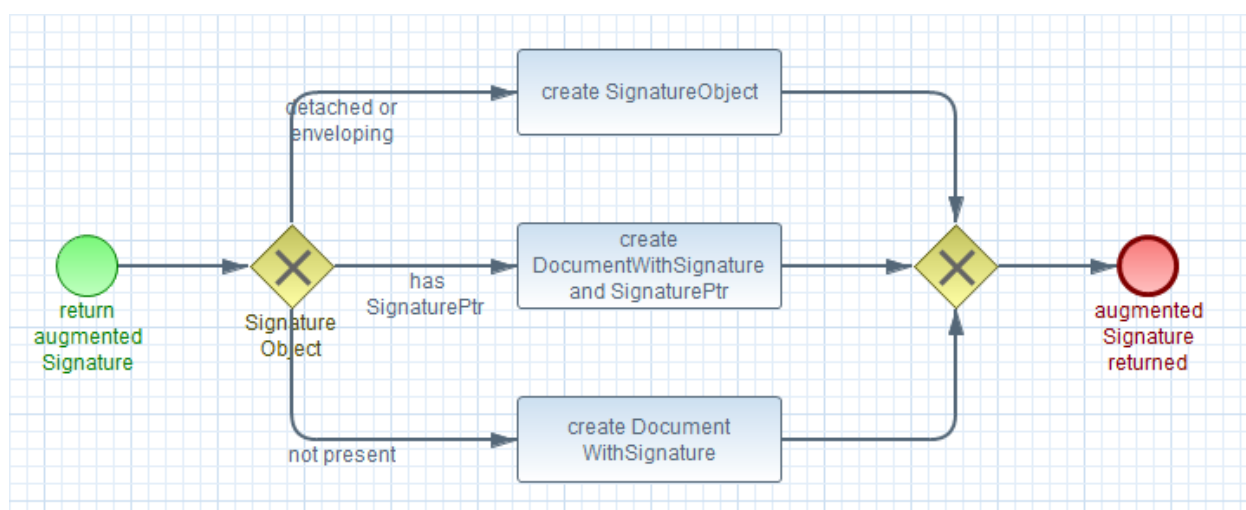 create SignatureObject
detached or
enveloping
create
DocumentWithSignature
and SignaturePtr
has
SignaturePtr
return
augmented
Signature
Signature
Object
augmented
Signature
returned
create Document
WithSignature
not present